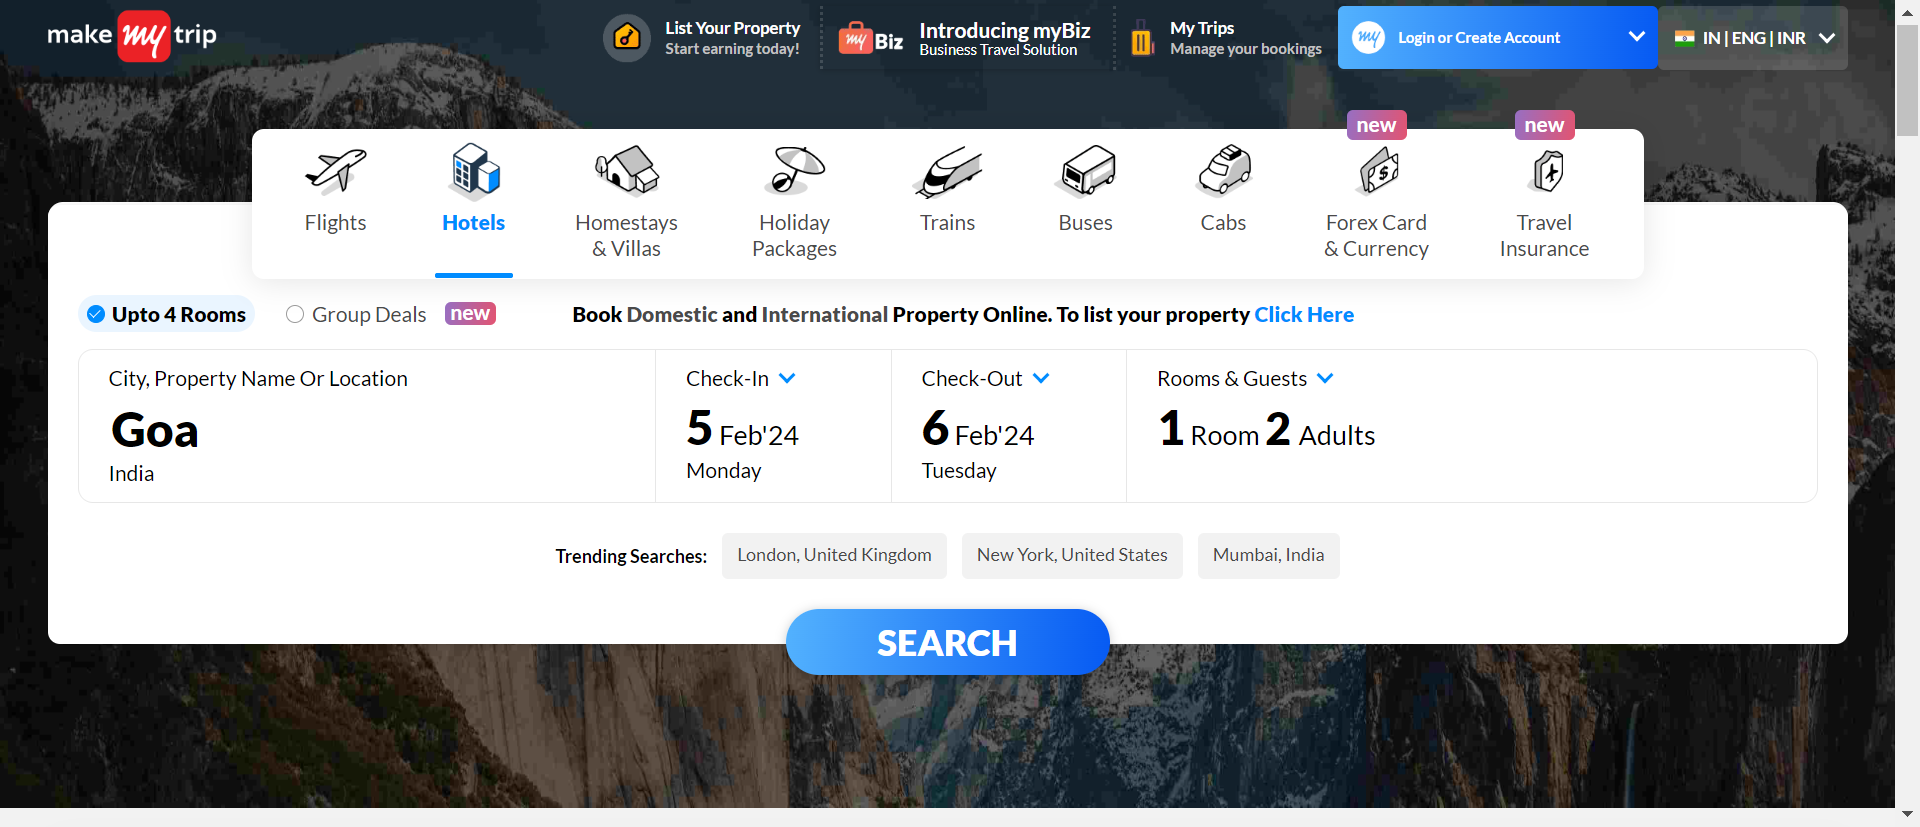 make my trip
List Your Property
Start earning today!
my Biz
Introducing myBiz
Business Travel Solution
My Trips
Manage your bookings
my
Login or Create Account
IN | ENG | INR
new
new
Flights
Hotels
Homestays
& Villas
Holiday
Packages
Trains
Buses
Cabs
Forex Card
& Currency
Travel
Insurance
Upto 4 Rooms
Group Deals
new
Book Domestic and International Property Online. To list your property Click Here
City, Property Name Or Location
Goa
India
Check-In
5 Feb'24
Monday
Check-Out
6 Feb'24
Tuesday
Rooms & Guests
1 Room 2 Adults
Trending Searches:
London, United Kingdom
New York, United States
Mumbai, India
SEARCH